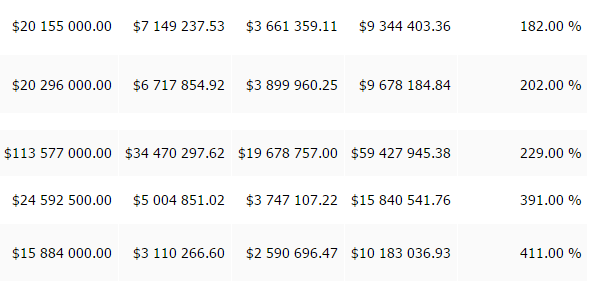 $20 155 000.00 $7 149 237.53 $3 661 359.11 $9 344 403.36 182.00 %
$20 296 000.00 $6 717 854.92 $3 899 960.25 $9 678 184.84 202.00 %
$113 577 000.00 $34 470 297.62 $19 678 757.00 $59 427 945.38 229.00 %
$24 592 500.00 $5 004 851.02 $3 747 107.22 $15 840 541.76 391.00 %
$15 884 000.00 $3 110 266.60 $2 590 696.47 $10 183 036.93 411.00 %